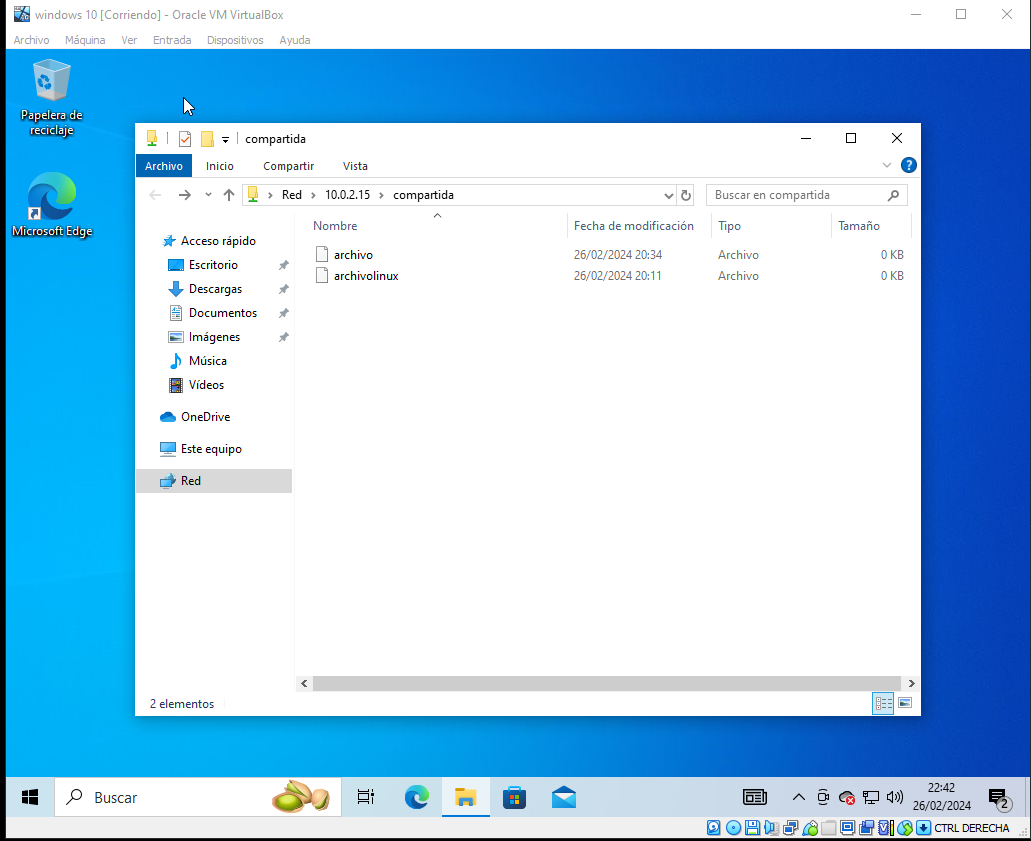 windows 10 [Corriendo] - Oracle VM VirtualBox
Archivo Máquina Ver Entrada Dispositivos Ayuda
Papelera de
reciclaje
Microsoft Edge
compartida
Archivo Inicio Compartir Vista
Red 10.0.2.15 compartida
Buscar en compartida
Nombre Fecha de modificación Tipo Tamaño
archivo 26/02/2024 20:34 Archivo 0 KB
archivolinux 26/02/2024 20:11 Archivo 0 KB
Acceso rápido
Escritorio
Descargas
Documentos
Imágenes
Música
Vídeos
OneDrive
Este equipo
Red
2 elementos
Buscar
22:42
26/02/2024
2
CTRL DERECHA